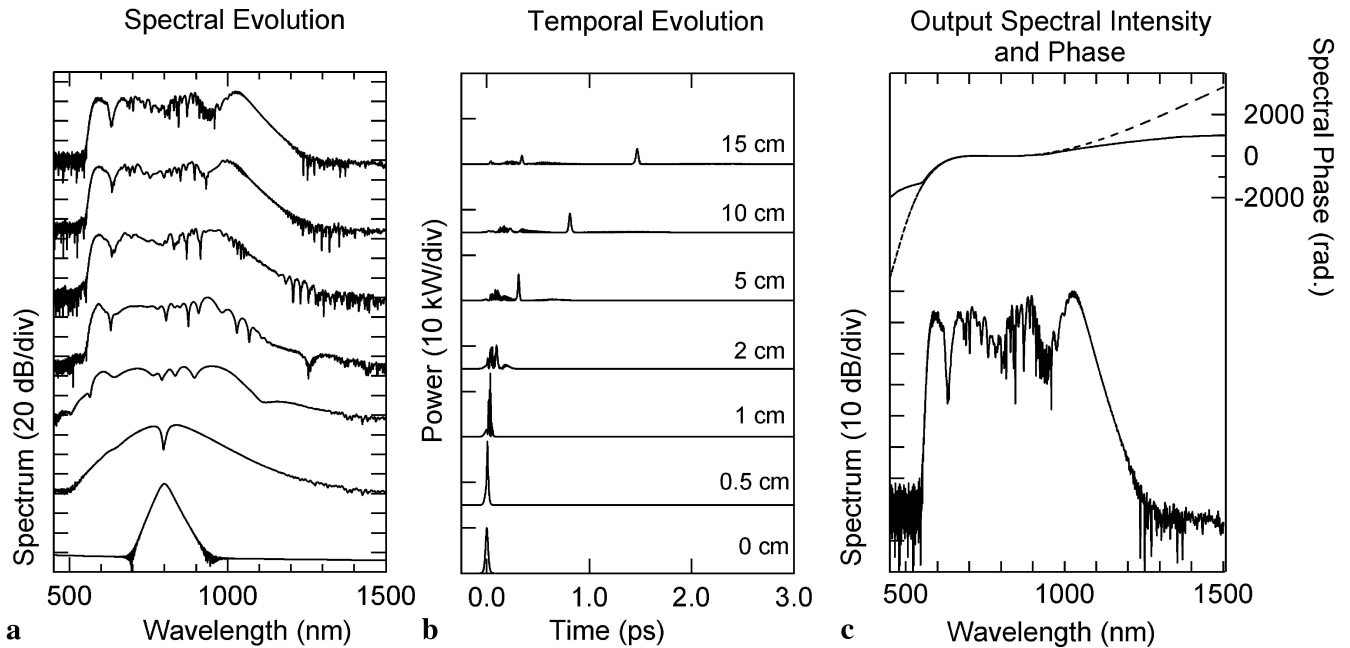 Spectral Evolution
Spectrum (20 dB/div)
500 1000 1500
Wavelength (nm)
a
Temporal Evolution
Power (10 kW/div)
15 cm
10 cm
5 cm
2 cm
1 cm
0.5 cm
0 cm
0.0 1.0 2.0 3.0
Time (ps)
b
Output Spectral Intensity
and Phase
Spectral Phase (rad.)
2000
0
-2000
Spectrum (10 dB/div)
500 1000 1500
Wavelength (nm)
c